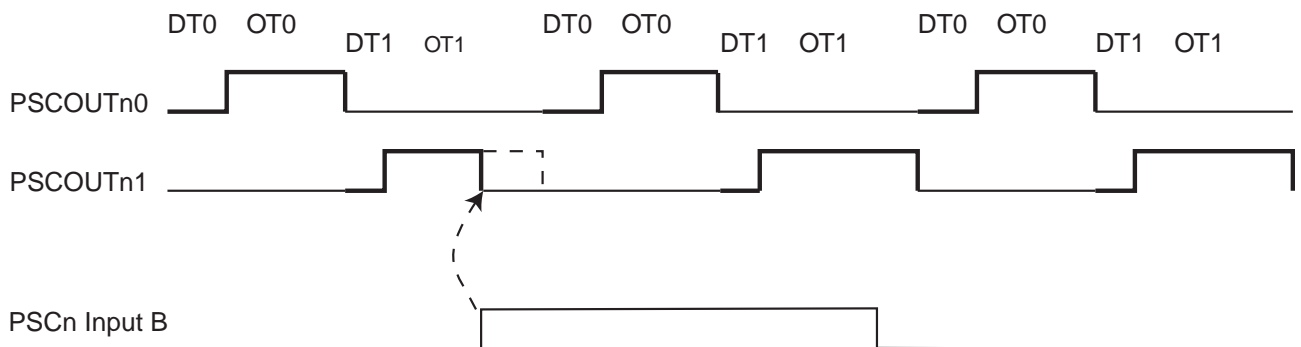 DT0 OT0 DT1 OT1 DT0 OT0 DT1 OT1 DT0 OT0 DT1 OT1
PSCOUTn0
PSCOUTn1
PSCn Input B